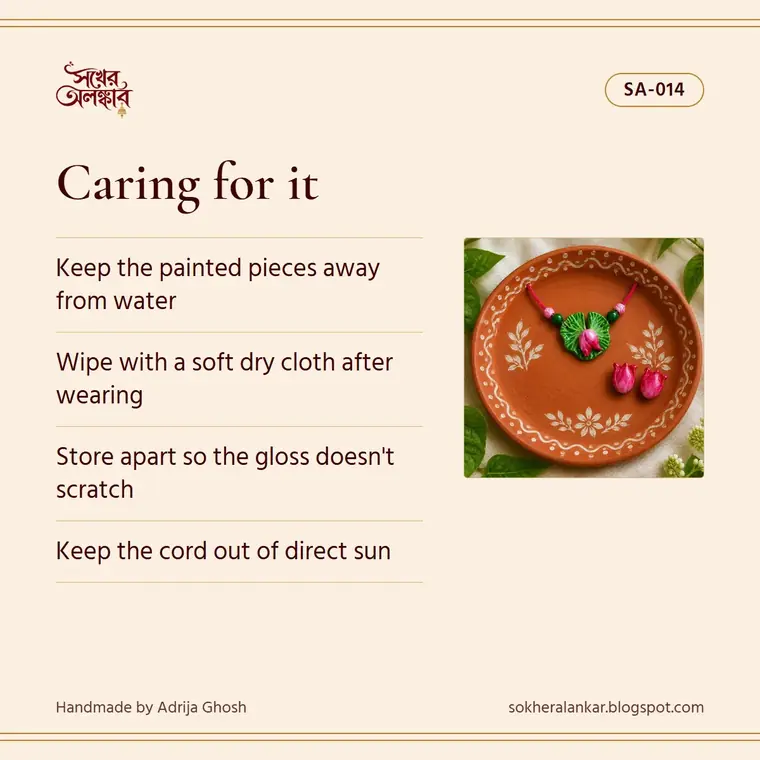 সখের
অলঙ্কার
SA-014
Caring for it
Keep the painted pieces away
from water
Wipe with a soft dry cloth after
wearing
Store apart so the gloss doesn't
scratch
Keep the cord out of direct sun
Handmade by Adrija Ghosh
sokheralankar.blogspot.com